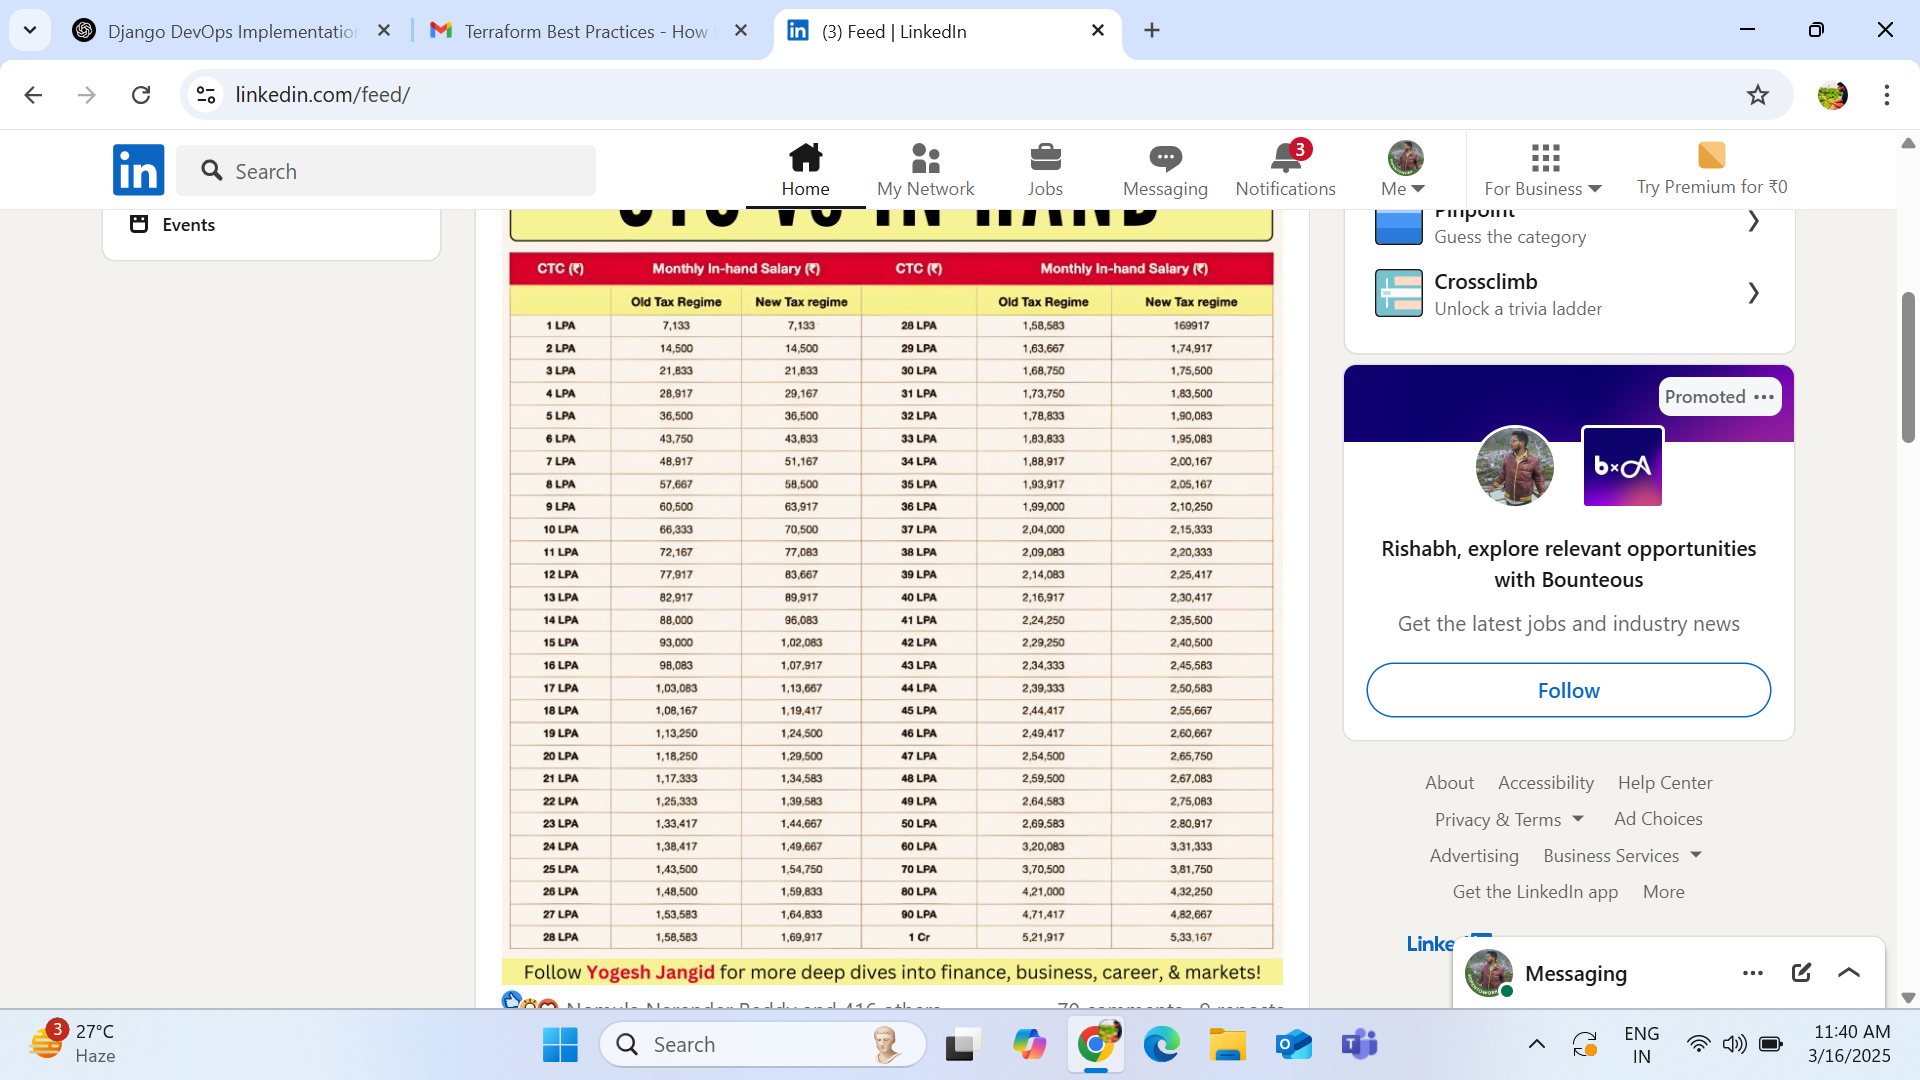 Django DevOps Implementation
Terraform Best Practices - How
(3) Feed | LinkedIn
linkedin.com/feed/
in
Search
Home
My Network
Jobs
Messaging
3
Notifications
Me
For Business
Try Premium for ₹0
Events
CTC VS IN HAND
CTC (₹) Monthly In-hand Salary (₹) CTC (₹) Monthly In-hand Salary (₹)
Old Tax Regime New Tax regime Old Tax Regime New Tax regime
1 LPA 7,133 7,133 28 LPA 1,58,583 169917
2 LPA 14,500 14,500 29 LPA 1,63,667 1,74,917
3 LPA 21,833 21,833 30 LPA 1,68,750 1,75,500
4 LPA 28,917 29,167 31 LPA 1,73,750 1,83,500
5 LPA 36,500 36,500 32 LPA 1,78,833 1,90,083
6 LPA 43,750 43,833 33 LPA 1,83,833 1,95,083
7 LPA 48,917 51,167 34 LPA 1,88,917 2,00,167
8 LPA 57,667 58,500 35 LPA 1,93,917 2,05,167
9 LPA 60,500 63,917 36 LPA 1,99,000 2,10,250
10 LPA 66,333 70,500 37 LPA 2,04,000 2,15,333
11 LPA 72,167 77,083 38 LPA 2,09,083 2,20,333
12 LPA 77,917 83,667 39 LPA 2,14,083 2,25,417
13 LPA 82,917 89,917 40 LPA 2,16,917 2,30,417
14 LPA 88,000 96,083 41 LPA 2,24,250 2,35,500
15 LPA 93,000 1,02,083 42 LPA 2,29,250 2,40,500
16 LPA 98,083 1,07,917 43 LPA 2,34,333 2,45,583
17 LPA 1,03,083 1,13,667 44 LPA 2,39,333 2,50,583
18 LPA 1,08,167 1,19,417 45 LPA 2,44,417 2,55,667
19 LPA 1,13,250 1,24,500 46 LPA 2,49,417 2,60,667
20 LPA 1,18,250 1,29,500 47 LPA 2,54,500 2,65,750
21 LPA 1,17,333 1,34,583 48 LPA 2,59,500 2,67,083
22 LPA 1,25,333 1,39,583 49 LPA 2,64,583 2,75,083
23 LPA 1,33,417 1,44,667 50 LPA 2,69,583 2,80,917
24 LPA 1,38,417 1,49,667 60 LPA 3,20,083 3,31,333
25 LPA 1,43,500 1,54,750 70 LPA 3,70,500 3,81,750
26 LPA 1,48,500 1,59,833 80 LPA 4,21,000 4,32,250
27 LPA 1,53,583 1,64,833 90 LPA 4,71,417 4,82,667
28 LPA 1,58,583 1,69,917 1 Cr 5,21,917 5,33,167
Follow Yogesh Jangid for more deep dives into finance, business, career, & markets!
Pinpoint
Guess the category
Crossclimb
Unlock a trivia ladder
Promoted
b×A
Rishabh, explore relevant opportunities
with Bounteous
Get the latest jobs and industry news
Follow
About Accessibility Help Center
Privacy & Terms Ad Choices
Advertising Business Services
Get the LinkedIn app More
Linke
Messaging
3
27°C
Haze
Search
ENG
IN
11:40 AM
3/16/2025